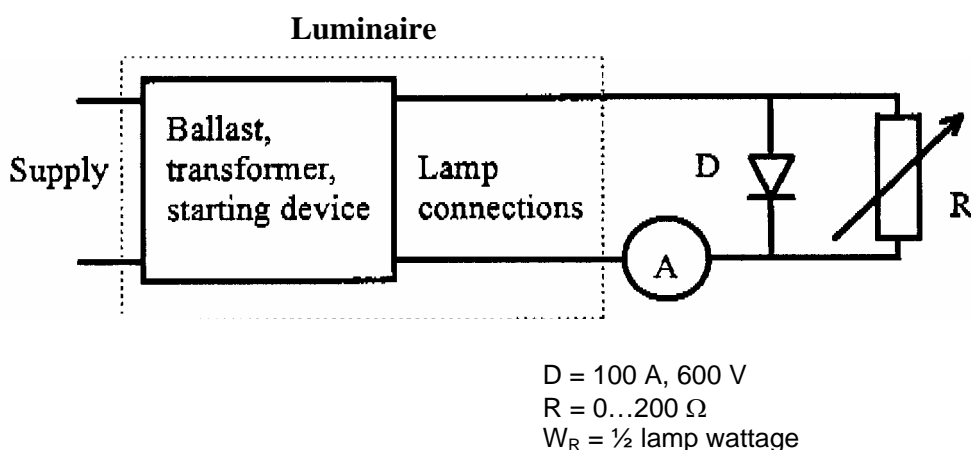 Luminaire
Supply
Ballast,
transformer,
starting device
Lamp
connections
D
R
A
D = 100 A, 600 V
R = 0...200 Ω
W_R = ½ lamp wattage